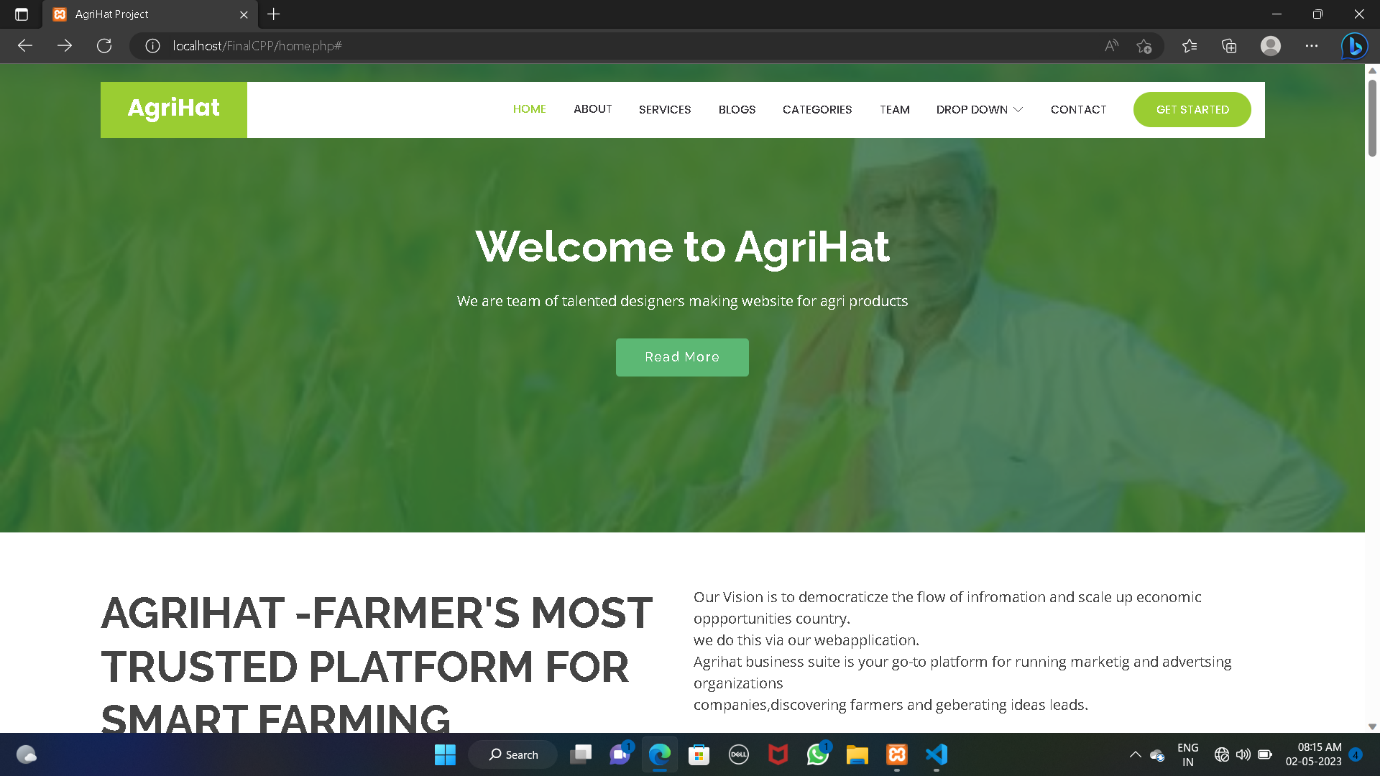 AgriHat Project
localhost/FinalCPP/home.php#
AgriHat
HOME ABOUT SERVICES BLOGS CATEGORIES TEAM DROP DOWN CONTACT GET STARTED
Welcome to AgriHat
We are team of talented designers making website for agri products
Read More
AGRIHAT -FARMER'S MOST
TRUSTED PLATFORM FOR
SMART FARMING
Our Vision is to democraticze the flow of infromation and scale up economic
oppportunities country.
we do this via our webapplication.
Agrihat business suite is your go-to platform for running marketig and advertsing
organizations
companies,discovering farmers and geberating ideas leads.
Search
1
DELL
1
ENG
IN
08:15 AM
02-05-2023
4